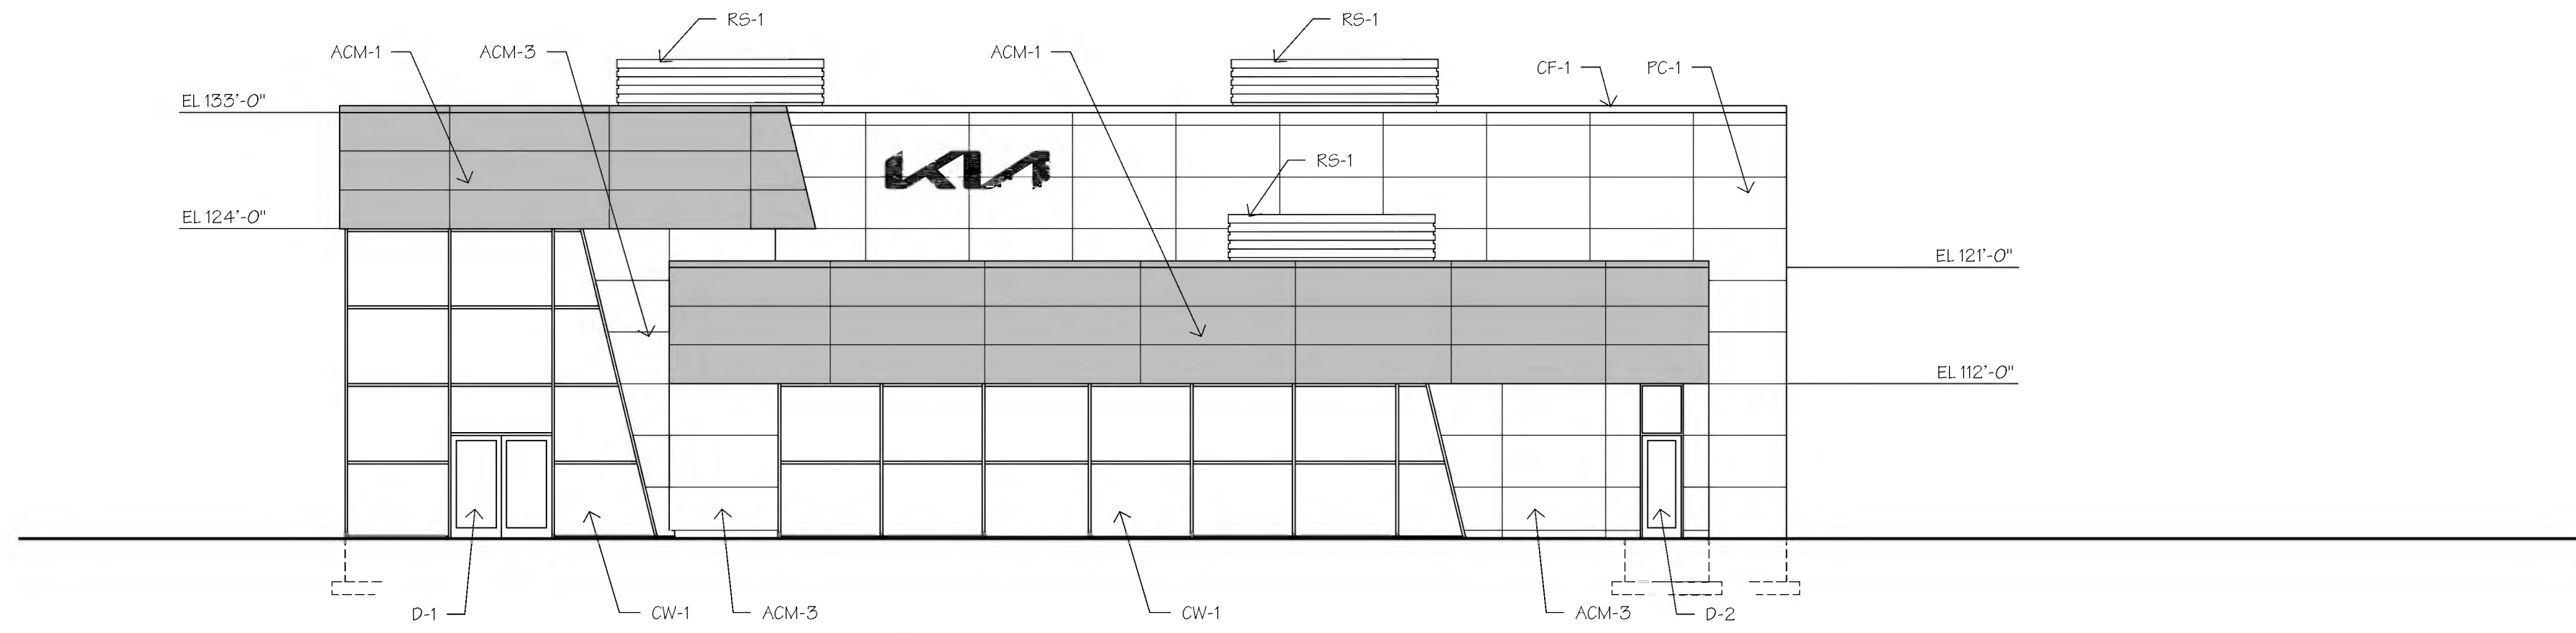 RS-1
RS-1
ACM-1
ACM-3
ACM-1
CF-1
PC-1
EL 133'-0"
KIA
RS-1
EL 124'-0"
EL 121'-0"
EL 112'-0"
D-1
CW-1
ACM-3
CW-1
ACM-3
D-2